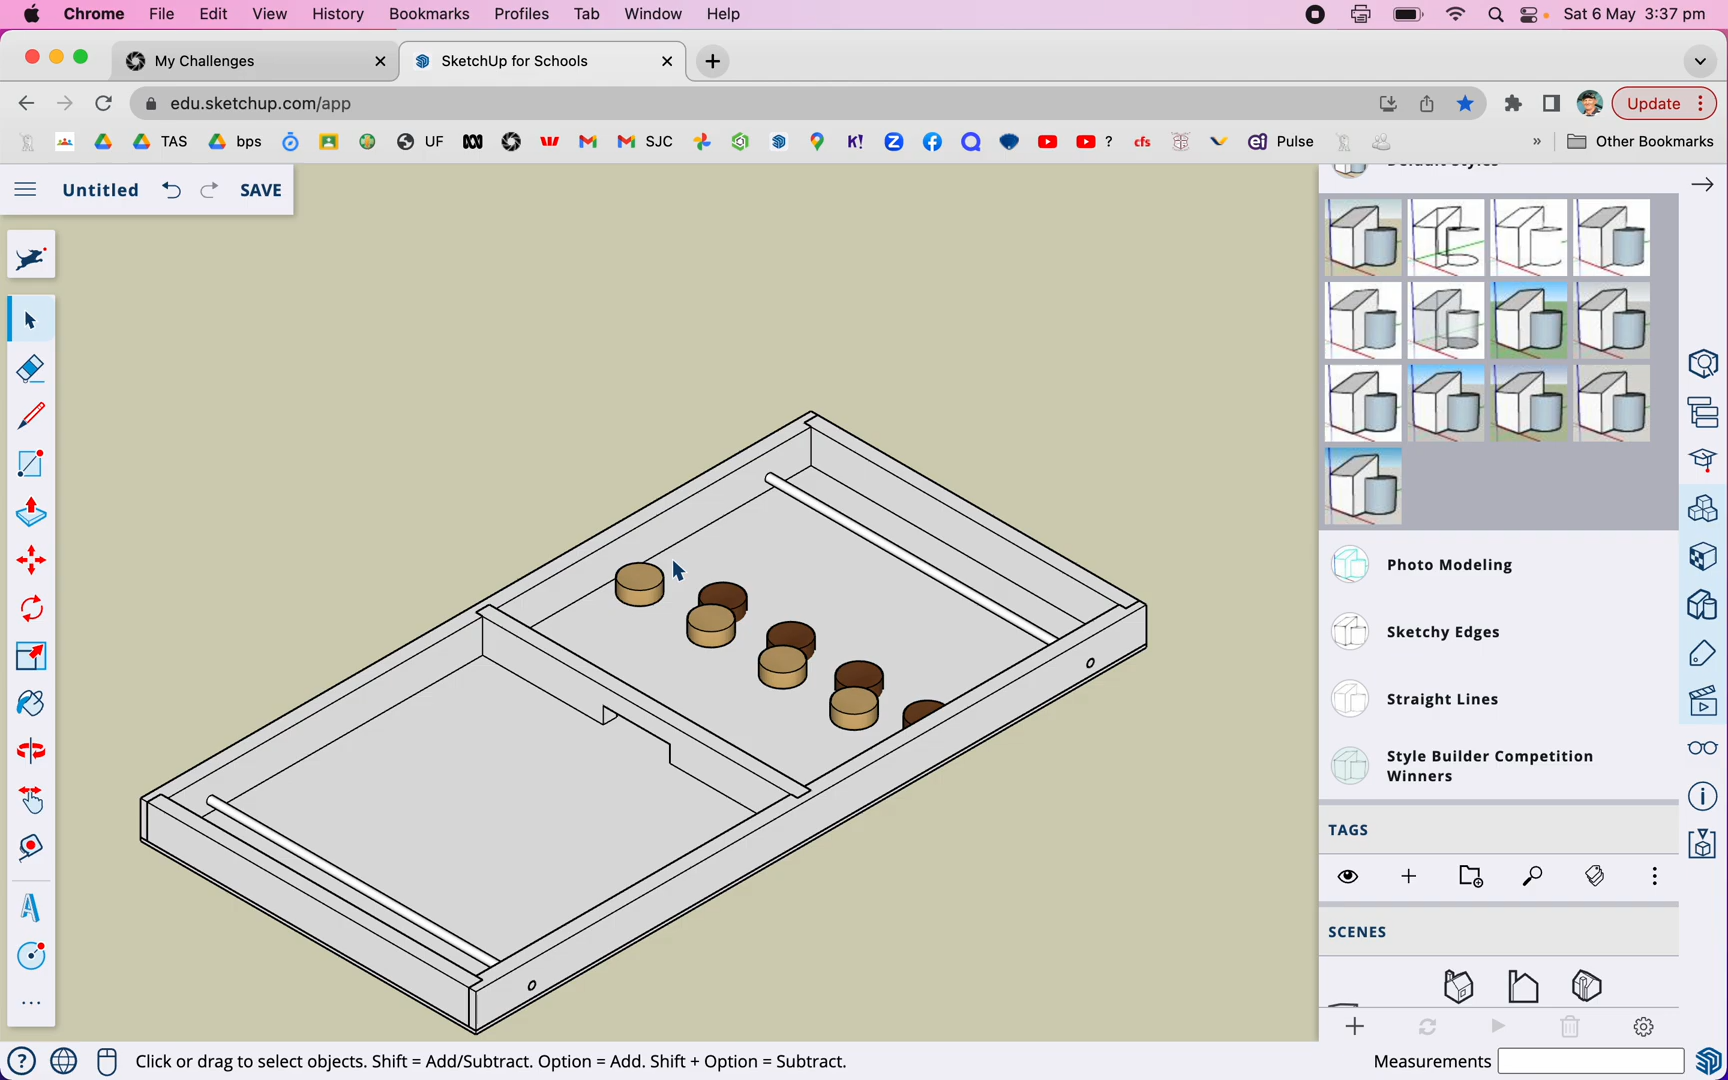 Chrome File Edit View History Bookmarks Profiles Tab Window Help Sat 6 May 3:37 pm
My Challenges SketchUp for Schools
edu.sketchup.com/app Update
TAS bps UF SJC K! ? cfs ei Pulse » Other Bookmarks
Untitled SAVE
Default Styles
Photo Modeling
Sketchy Edges
Straight Lines
Style Builder Competition
Winners
TAGS
SCENES
Click or drag to select objects. Shift = Add/Subtract. Option = Add. Shift + Option = Subtract. Measurements